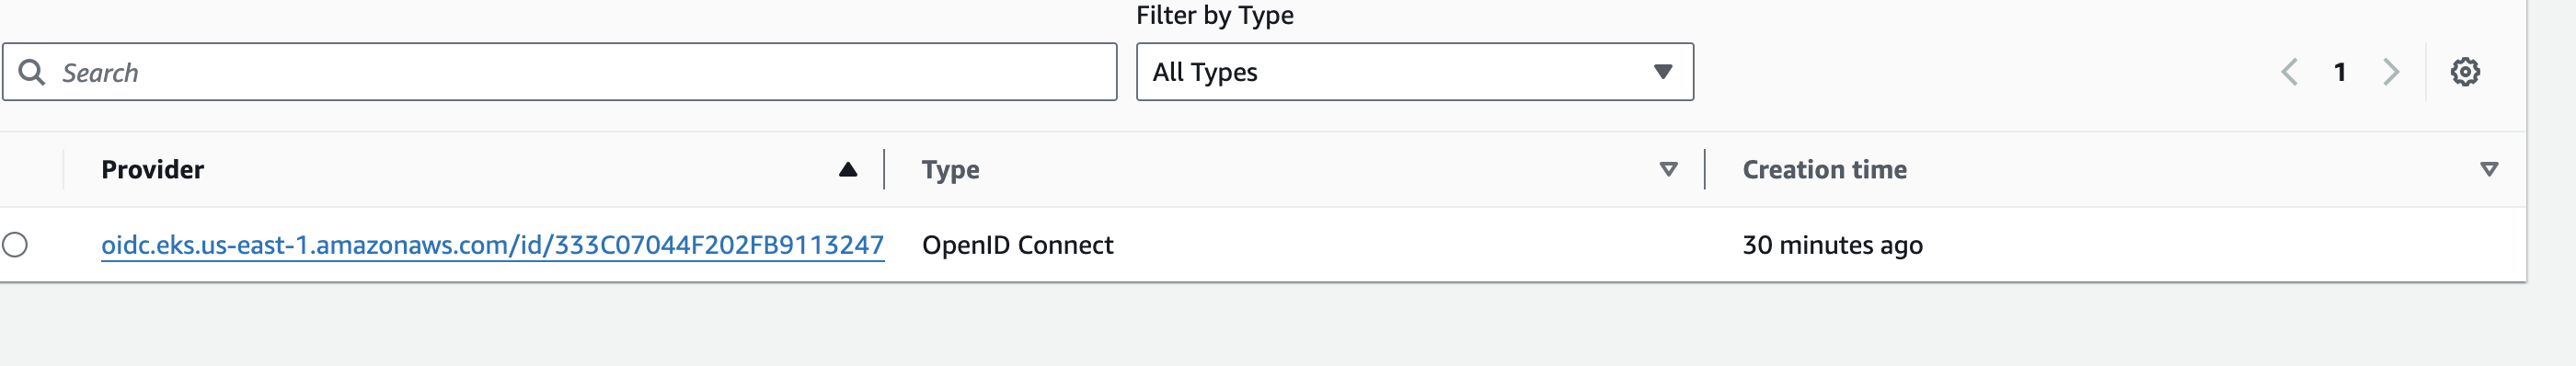 Filter by Type
Search
All Types
1
Provider Type Creation time
oidc.eks.us-east-1.amazonaws.com/id/333C07044F202FB9113247 OpenID Connect 30 minutes ago